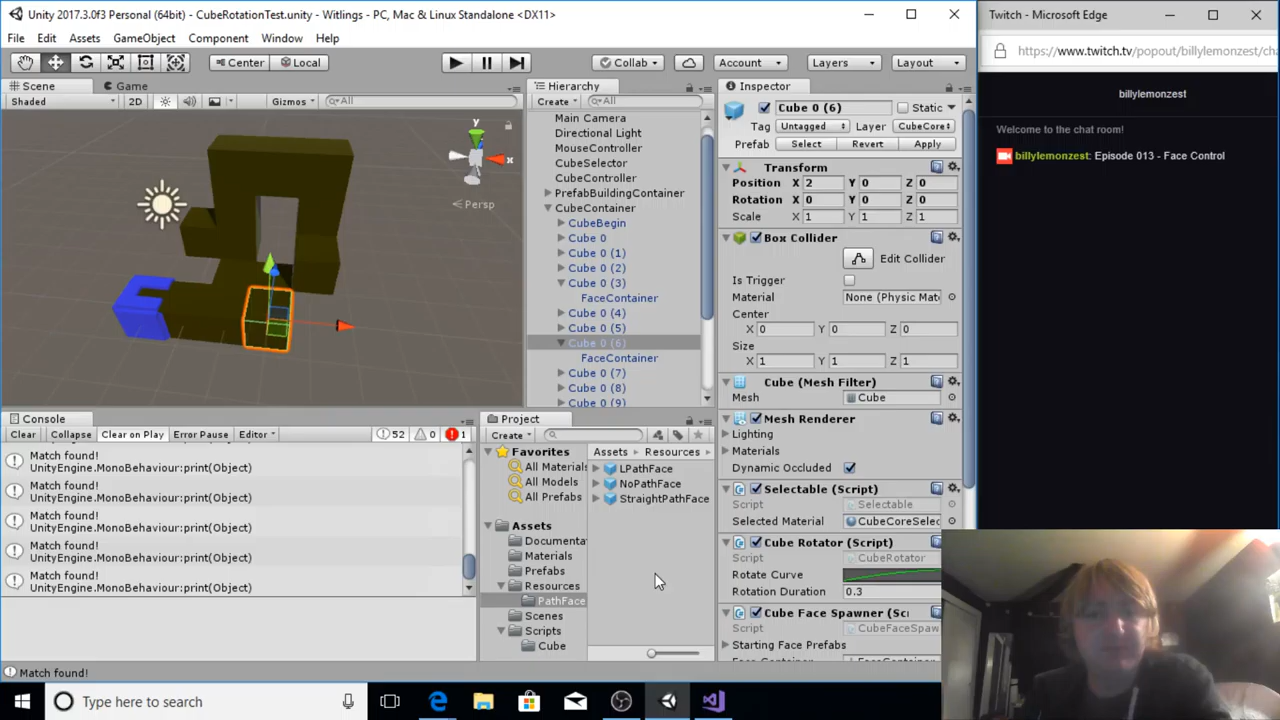 Unity 2017.3.0f3 Personal (64bit) - CubeRotationTest.unity - Witlings - PC, Mac & Linux Standalone <DX11>
Twitch - Microsoft Edge
File Edit Assets GameObject Component Window Help
https://www.twitch.tv/popout/billylemonzest/cha
Center Local Collab Account Layers Layout
Scene Game
Hierarchy
Inspector
billylemonzest
Shaded 2D Gizmos All
Create All
Cube 0 (6) Static
Main Camera
Tag Untagged Layer CubeCore
Directional Light
Welcome to the chat room!
Prefab Select Revert Apply
MouseController
billylemonzest: Episode 013 - Face Control
CubeSelector
Transform
CubeController
Position X 2 Y 0 Z 0
PrefabBuildingContainer
Rotation X 0 Y 0 Z 0
CubeContainer
Scale X 1 Y 1 Z 1
CubeBegin
Cube 0
Box Collider
Cube 0 (1)
Edit Collider
Cube 0 (2)
Is Trigger
Cube 0 (3)
Material None (Physic Mate
FaceContainer
Center
Cube 0 (4)
X 0 Y 0 Z 0
Cube 0 (5)
Size
Cube 0 (6)
X 1 Y 1 Z 1
FaceContainer
Cube 0 (7)
Cube (Mesh Filter)
Cube 0 (8)
Mesh Cube
Cube 0 (9)
y
x
Persp
Console
Project
Mesh Renderer
Clear Collapse Clear on Play Error Pause Editor 52 0 1
Create
Lighting
Favorites
Assets Resources
Materials
All Materials
LPathFace
Dynamic Occluded
All Models
NoPathFace
All Prefabs
StraightPathFace
Selectable (Script)
Script Selectable
Assets
Selected Material CubeCoreSelec
Documenta
Cube Rotator (Script)
Materials
Script CubeRotator
Prefabs
Rotate Curve
Resources
Rotation Duration 0.3
PathFace
Cube Face Spawner (Sc
Scenes
Script CubeFaceSpaw
Scripts
Starting Face Prefabs
Cube
Match found!
UnityEngine.MonoBehaviour:print(Object)
Match found!
UnityEngine.MonoBehaviour:print(Object)
Match found!
UnityEngine.MonoBehaviour:print(Object)
Match found!
UnityEngine.MonoBehaviour:print(Object)
Match found!
UnityEngine.MonoBehaviour:print(Object)
Match found!
Type here to search